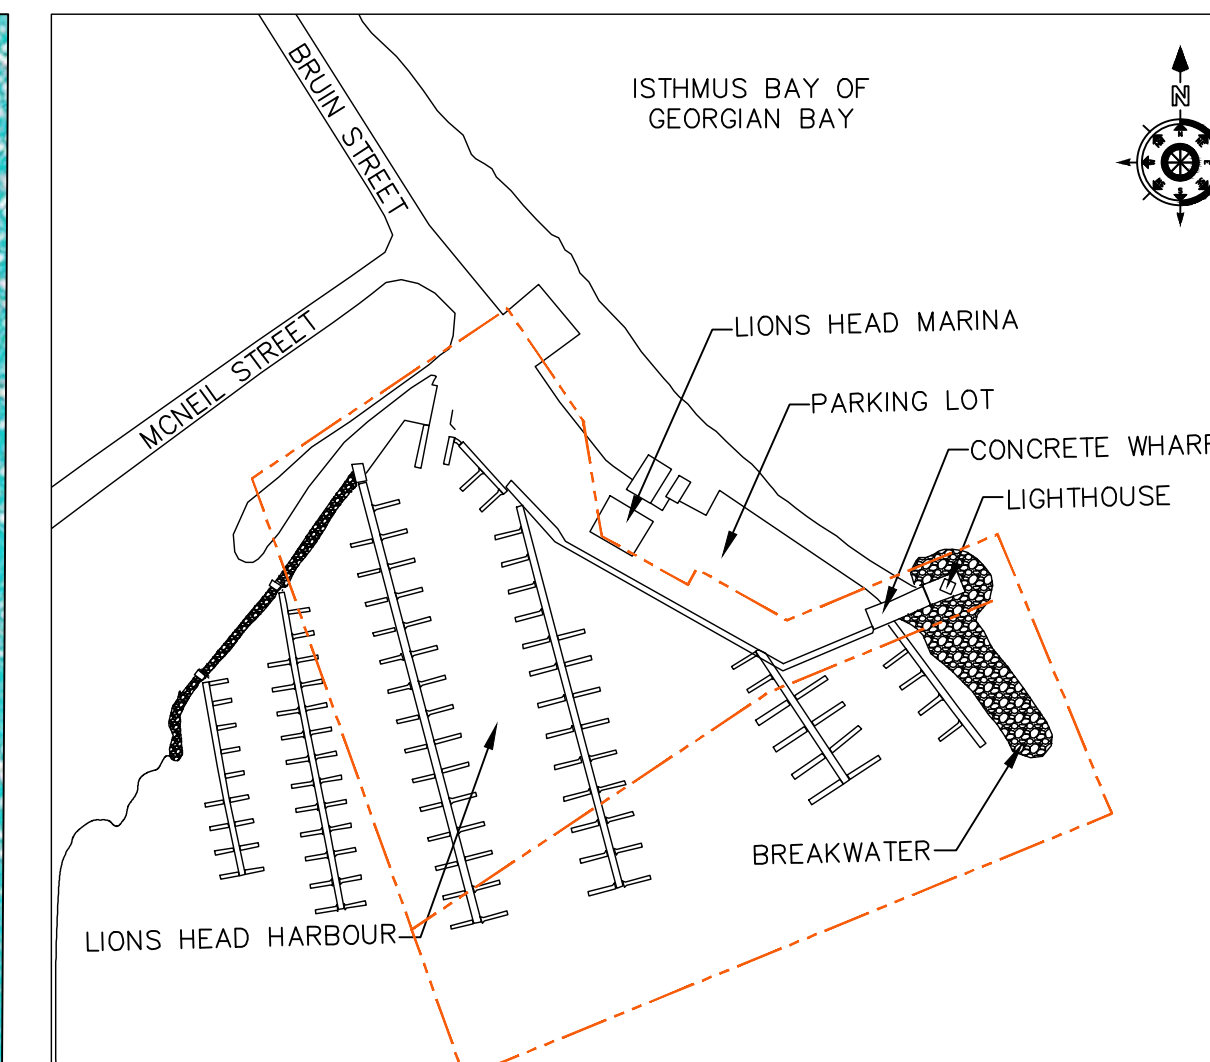 BRUIN STREET
ISTHMUS BAY OF
GEORGIAN BAY
N
MCNEIL STREET
LIONS HEAD MARINA
PARKING LOT
CONCRETE WHARF
LIGHTHOUSE
BREAKWATER
LIONS HEAD HARBOUR